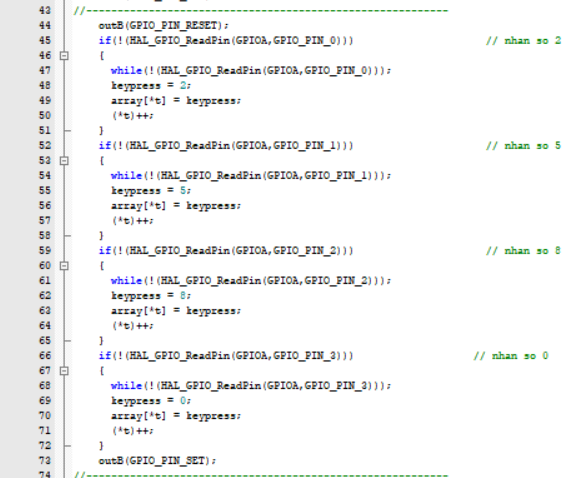 43 //------------------------------------------------------
44 outB(GPIO_PIN_RESET);
45 if(!(HAL_GPIO_ReadPin(GPIOA,GPIO_PIN_0))) // nhan so 2
46 {
47 while(!(HAL_GPIO_ReadPin(GPIOA,GPIO_PIN_0)));
48 keypress = 2;
49 array[*t] = keypress;
50 (*t)++;
51 }
52 if(!(HAL_GPIO_ReadPin(GPIOA,GPIO_PIN_1))) // nhan so 5
53 {
54 while(!(HAL_GPIO_ReadPin(GPIOA,GPIO_PIN_1)));
55 keypress = 5;
56 array[*t] = keypress;
57 (*t)++;
58 }
59 if(!(HAL_GPIO_ReadPin(GPIOA,GPIO_PIN_2))) // nhan so 8
60 {
61 while(!(HAL_GPIO_ReadPin(GPIOA,GPIO_PIN_2)));
62 keypress = 8;
63 array[*t] = keypress;
64 (*t)++;
65 }
66 if(!(HAL_GPIO_ReadPin(GPIOA,GPIO_PIN_3))) // nhan so 0
67 {
68 while(!(HAL_GPIO_ReadPin(GPIOA,GPIO_PIN_3)));
69 keypress = 0;
70 array[*t] = keypress;
71 (*t)++;
72 }
73 outB(GPIO_PIN_SET);
74 //------------------------------------------------------